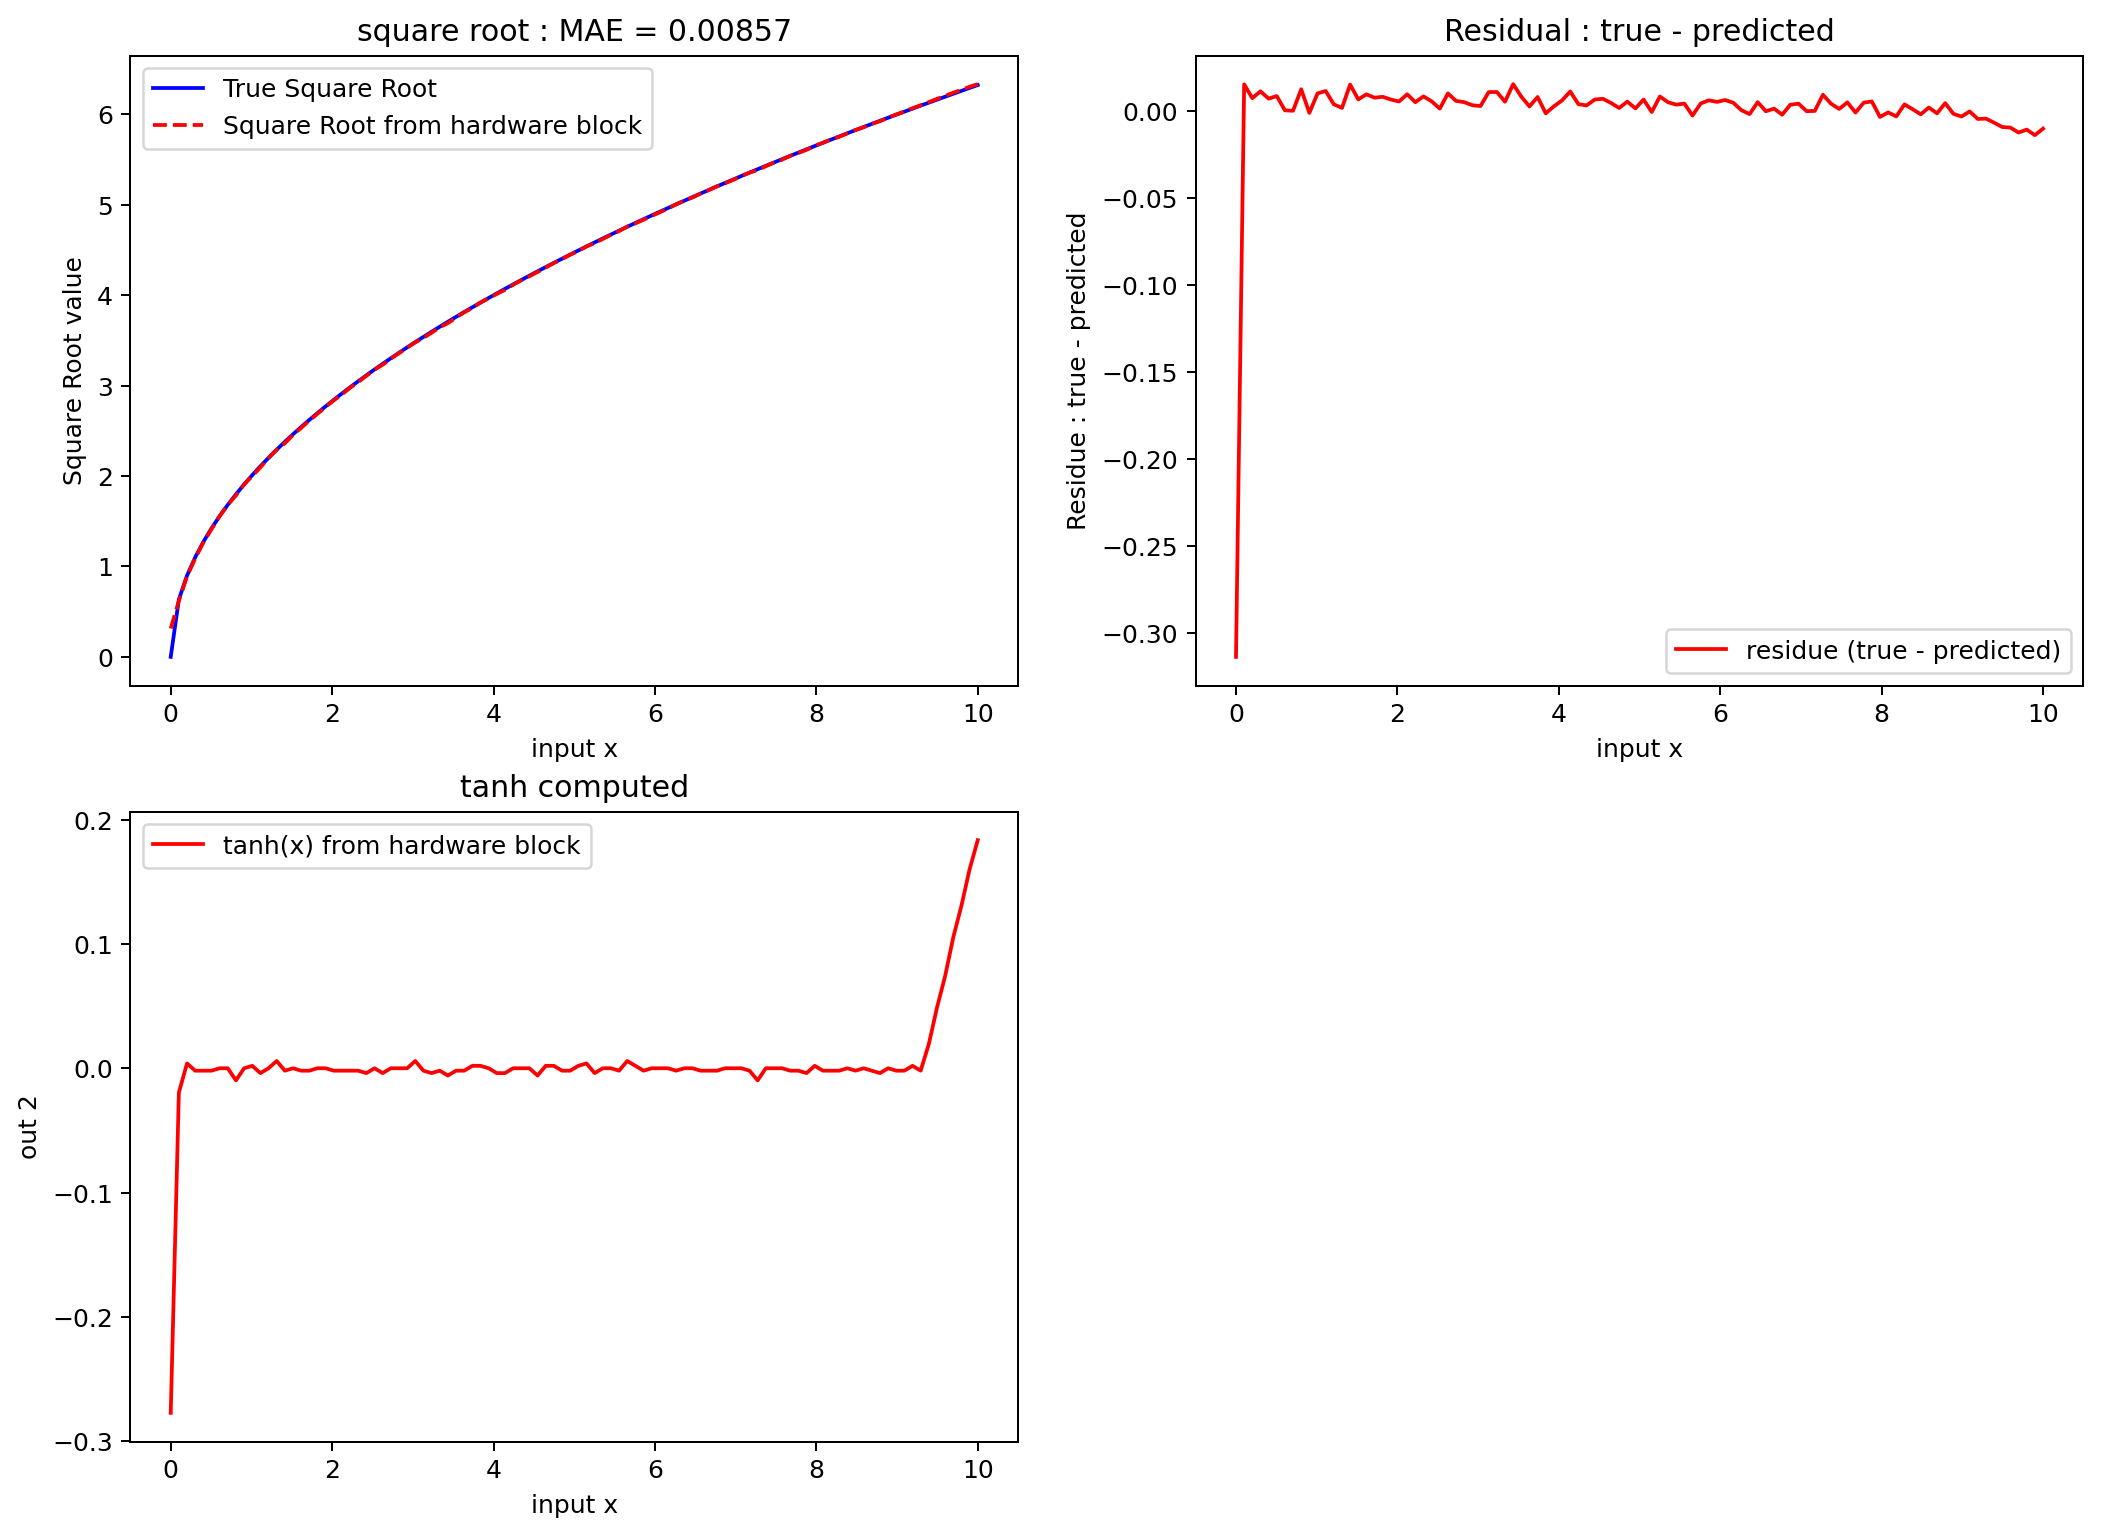 square root : MAE = 0.00857
True Square Root
Square Root from hardware block
Square Root value
6
5
4
3
2
1
0
0
2
4
6
8
10
input x
Residual : true - predicted
Residue : true - predicted
0.00
−0.05
−0.10
−0.15
−0.20
−0.25
−0.30
residue (true - predicted)
0
2
4
6
8
10
input x
tanh computed
tanh(x) from hardware block
out 2
0.2
0.1
0.0
−0.1
−0.2
−0.3
0
2
4
6
8
10
input x